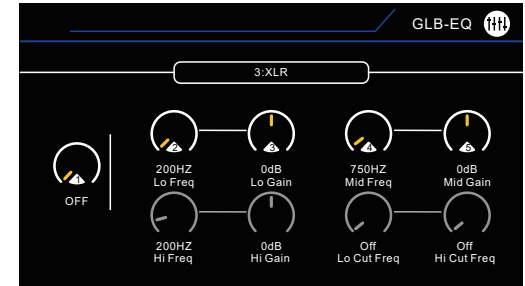 GLB-EQ
3:XLR
1
OFF
2
3
4
5
200HZ
Lo Freq
0dB
Lo Gain
750HZ
Mid Freq
0dB
Mid Gain
200HZ
Hi Freq
0dB
Hi Gain
Off
Lo Cut Freq
Off
Hi Cut Freq